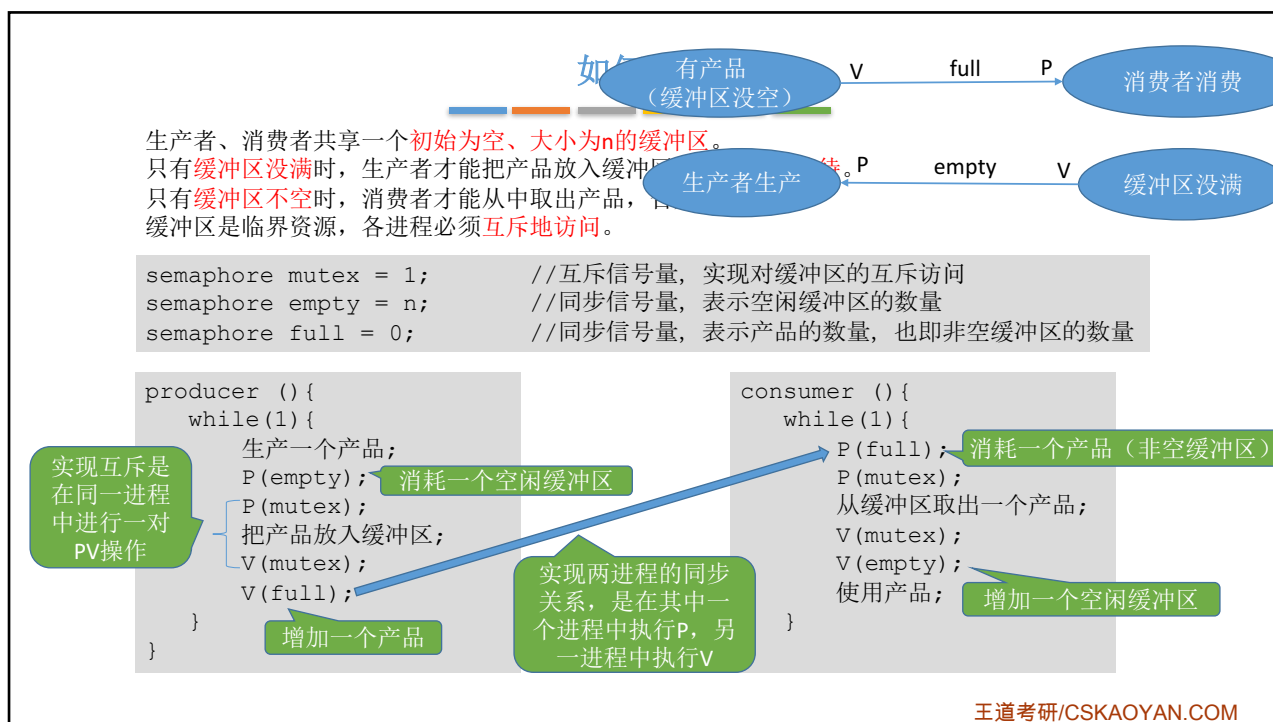 如
有产品
（缓冲区没空）
V full P
消费者消费
生产者、消费者共享一个初始为空、大小为n的缓冲区。
只有缓冲区没满时，生产者才能把产品放入缓冲区 待。
生产者生产
P empty V
缓冲区没满
只有缓冲区不空时，消费者才能从中取出产品，
缓冲区是临界资源，各进程必须互斥地访问。
semaphore mutex = 1; //互斥信号量，实现对缓冲区的互斥访问
semaphore empty = n; //同步信号量，表示空闲缓冲区的数量
semaphore full = 0; //同步信号量，表示产品的数量，也即非空缓冲区的数量
producer (){
while(1){
生产一个产品;
P(empty);
消耗一个空闲缓冲区
P(mutex);
把产品放入缓冲区;
V(mutex);
V(full);
增加一个产品
}
}
实现互斥是
在同一进程
中进行一对
PV操作
实现两进程的同步
关系，是在其中一
个进程中执行P，另
一进程中执行V
consumer (){
while(1){
P(full);
消耗一个产品（非空缓冲区）
P(mutex);
从缓冲区取出一个产品;
V(mutex);
V(empty);
增加一个空闲缓冲区
使用产品;
}
}
王道考研/CSKAOYAN.COM